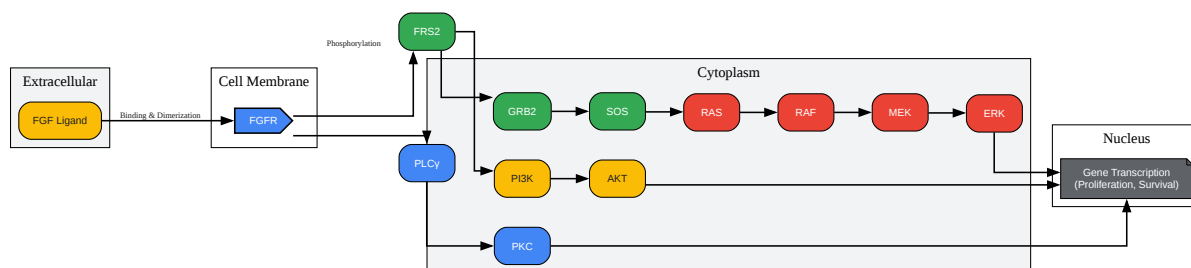 FRS2
Phosphorylation
Extracellular
Cell Membrane
Cytoplasm
FGF Ligand
Binding & Dimerization
FGFR
GRB2
SOS
RAS
RAF
MEK
ERK
PLCγ
PI3K
AKT
Nucleus
Gene Transcription
(Proliferation, Survival)
PKC